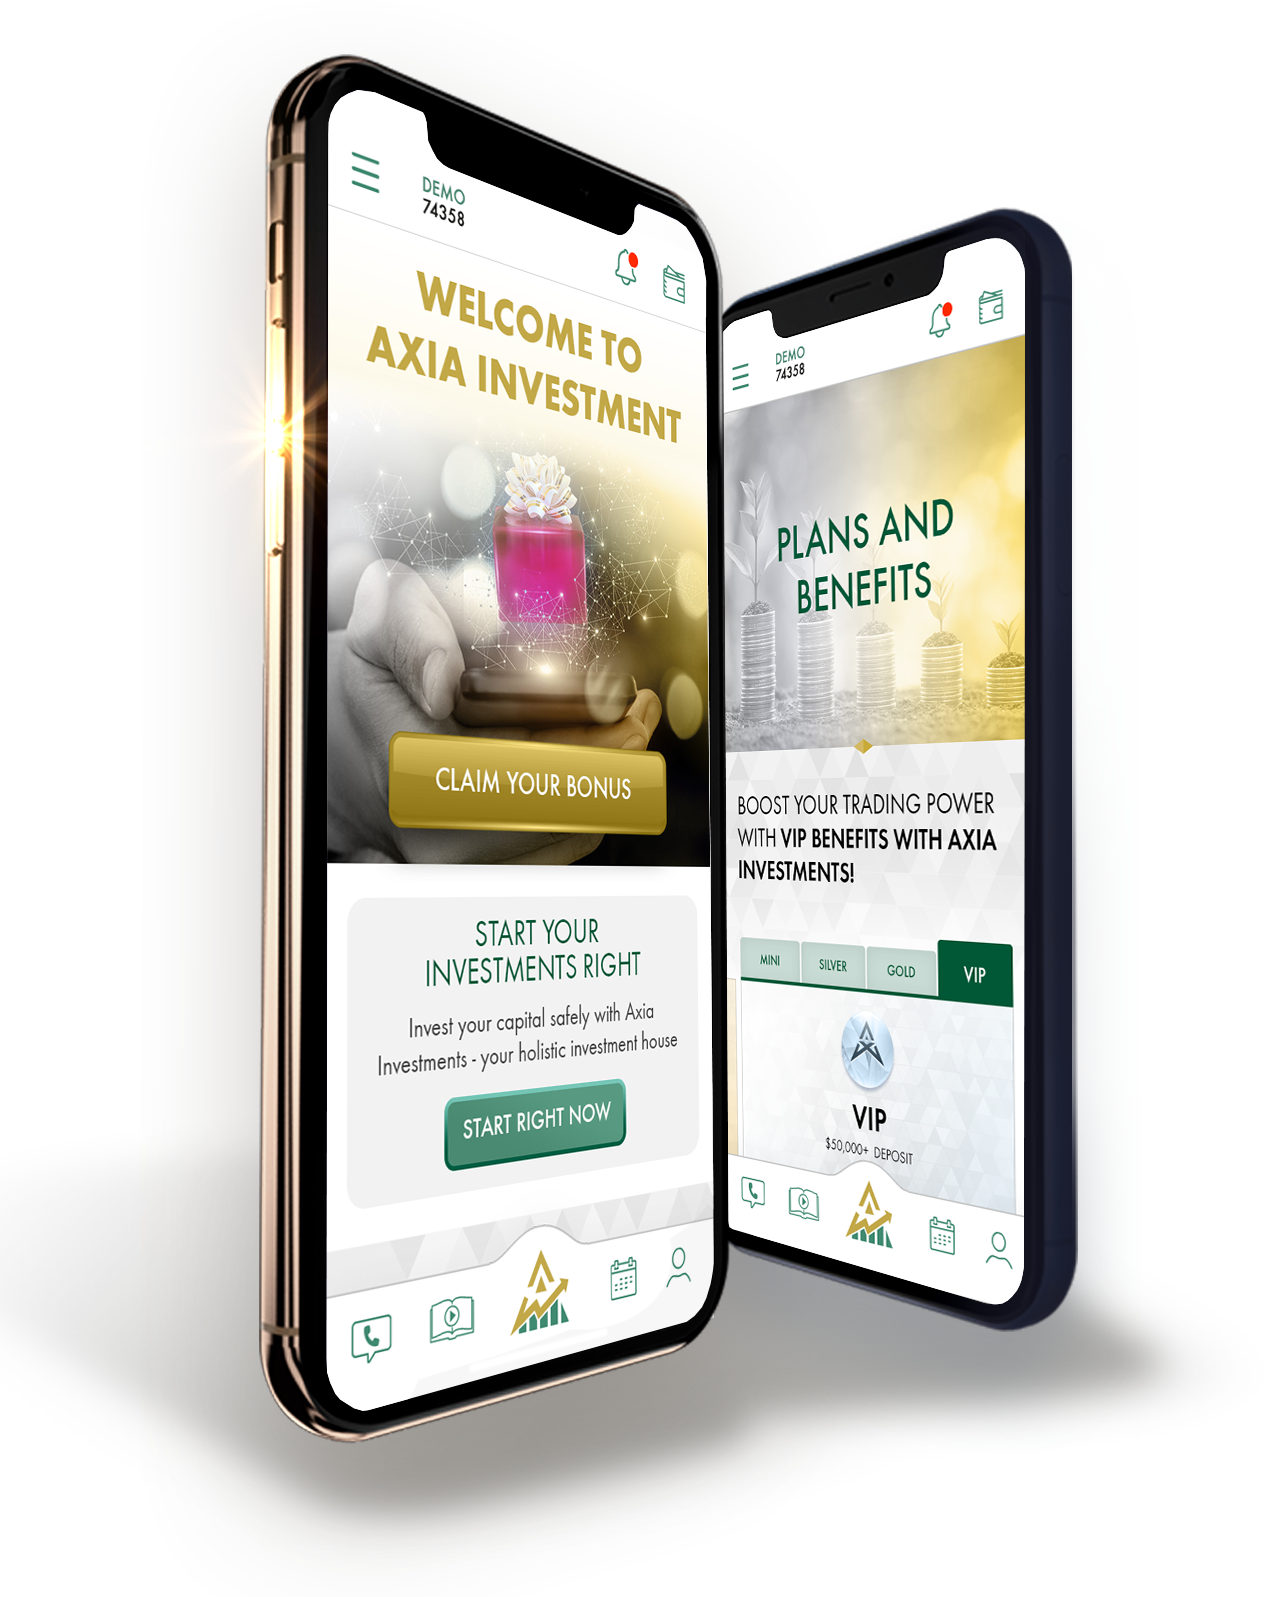 DEMO
74358
WELCOME TO
AXIA INVESTMENT
CLAIM YOUR BONUS
START YOUR
INVESTMENTS RIGHT
Invest your capital safely with Axia
Investments - your holistic investment house
START RIGHT NOW
DEMO
74358
PLANS AND
BENEFITS
BOOST YOUR TRADING POWER
WITH VIP BENEFITS WITH AXIA
INVESTMENTS!
MINI SILVER GOLD VIP
VIP
$50,000+ DEPOSIT